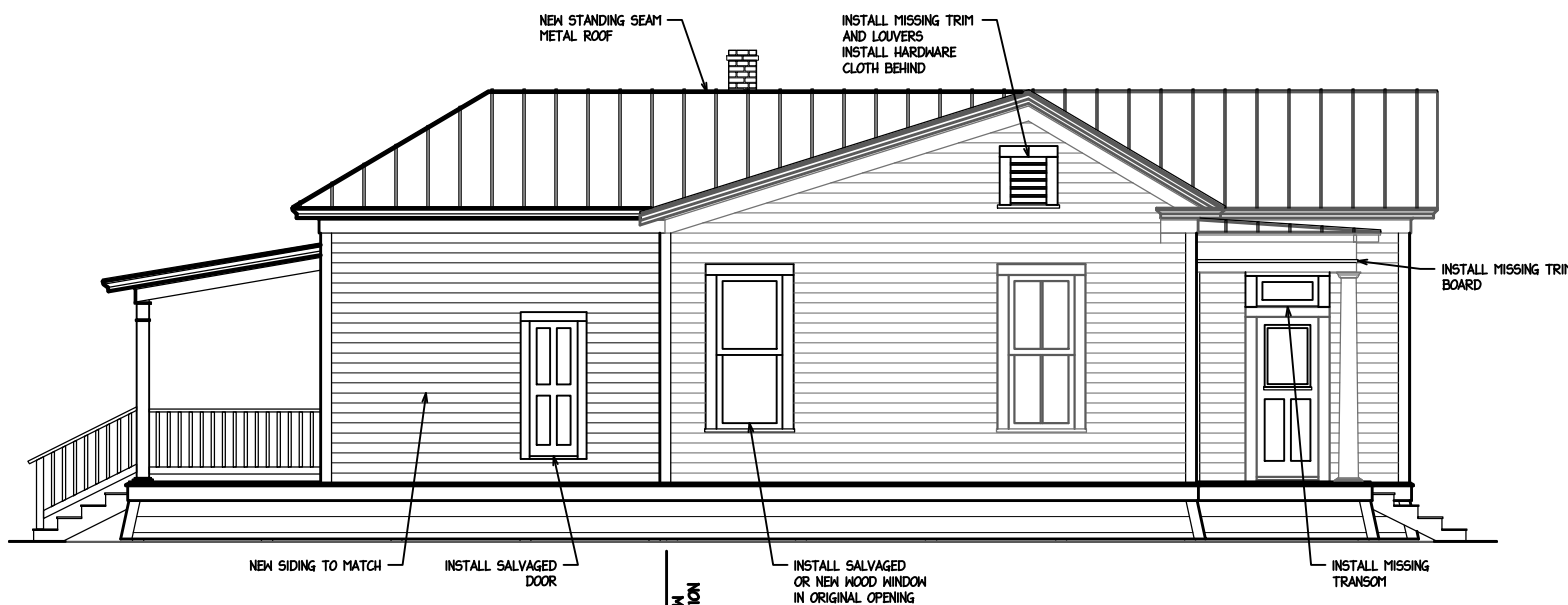 NEW STANDING SEAM
METAL ROOF
INSTALL MISSING TRIM
AND LOUVERS
INSTALL HARDWARE
CLOTH BEHIND
INSTALL MISSING TRIM
BOARD
NEW SIDING TO MATCH
INSTALL SALVAGED
DOOR
INSTALL SALVAGED
OR NEW WOOD WINDOW
IN ORIGINAL OPENING
INSTALL MISSING
TRANSOM